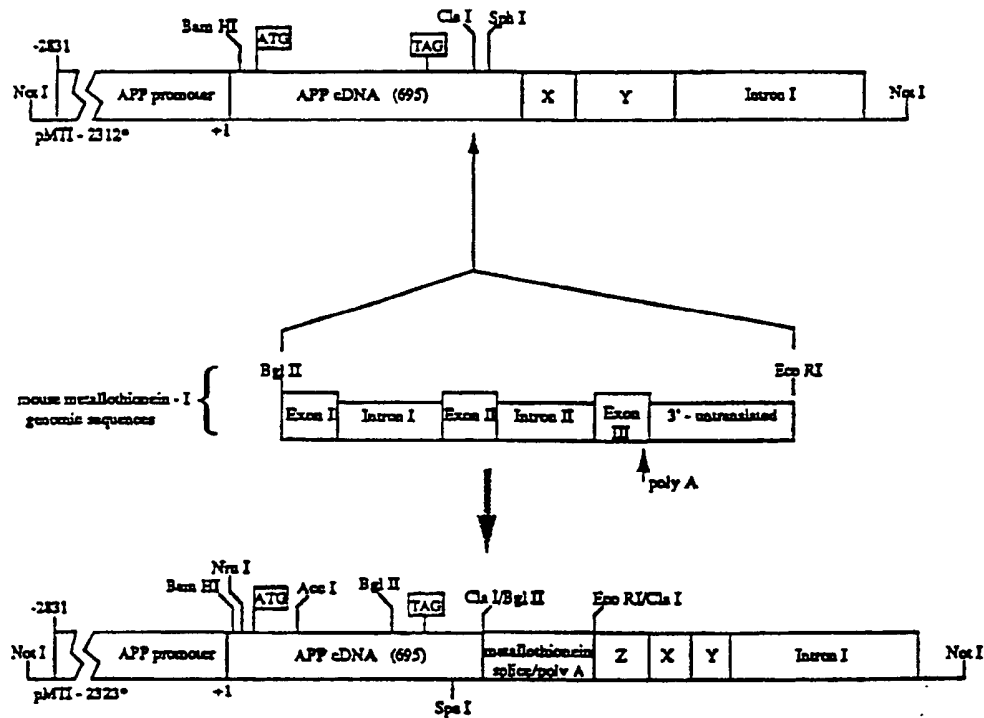 Cla I
Sph I
Bam HI
ATG
TAG
-2831
Not I
APP promoter
APP cDNA (695)
X
Y
Intron I
Not I
pMTI - 2312*
+1
Bgl II
Eco RI
mouse metallothionein - I
genomic sequences
Exon I
Intron I
Exon II
Intron II
Exon
III
3' - untranslated
poly A
Nru I
Bam HI
ATG
Acc I
Bgl II
TAG
Cla I/Bgl II
Eco RI/Cla I
-2831
Not I
APP promoter
APP cDNA (695)
metallothionein
splice/poly A
Z
X
Y
Intron I
Not I
pMTI - 2323*
+1
Spe I